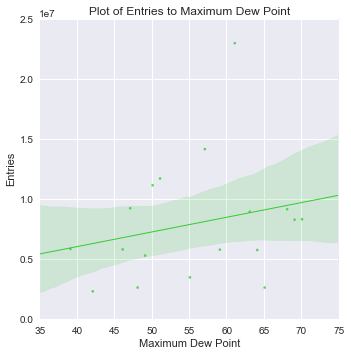 Plot of Entries to Maximum Dew Point
1e7
2.5
2.0
1.5
1.0
0.5
0.0
Entries
35 40 45 50 55 60 65 70 75
Maximum Dew Point